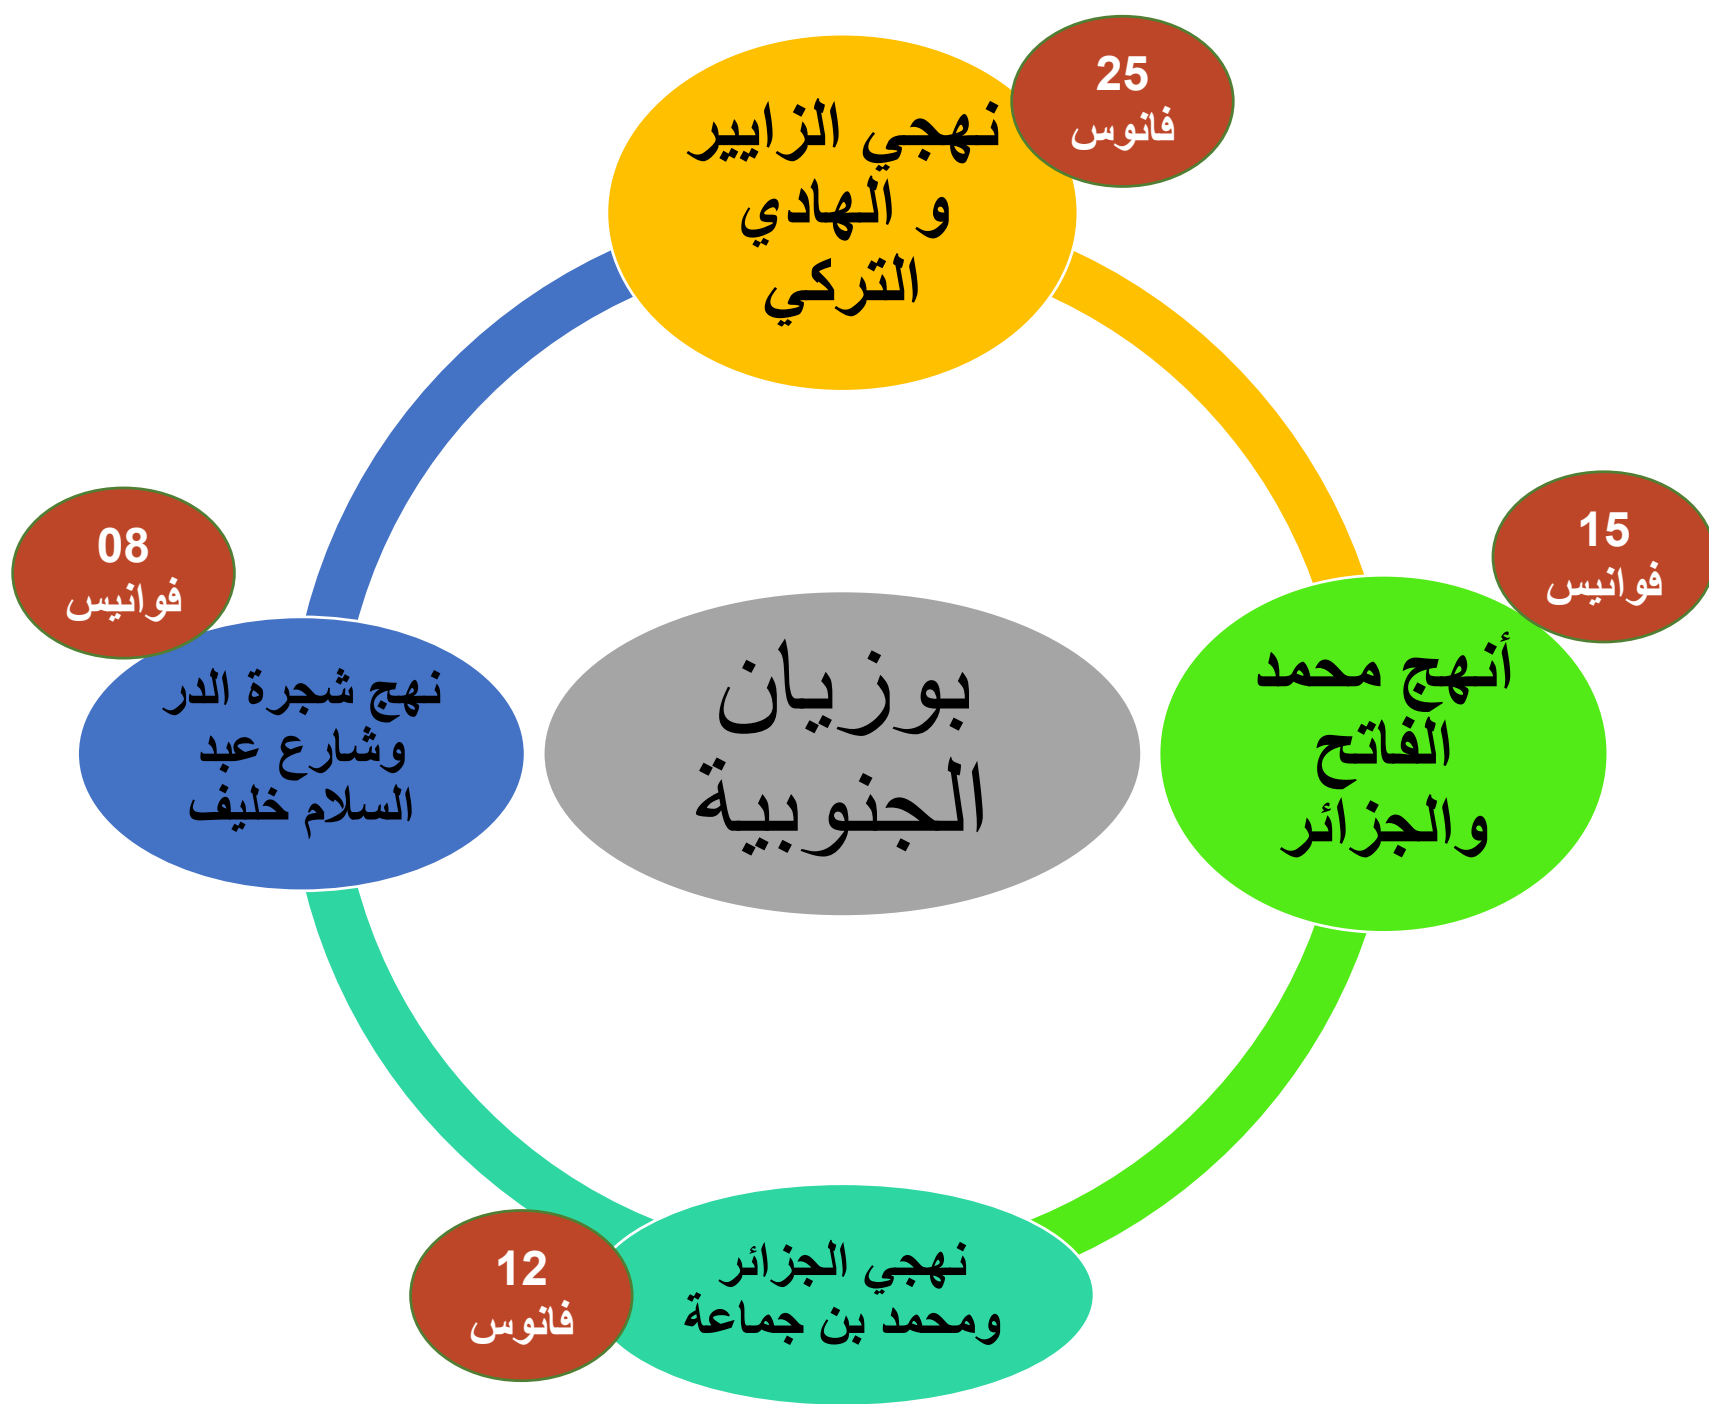 25
فانوس
نهجي الزايير
و الهادي
التركي
15
فوانيس
أنهج محمد
الفاتح
والجزائر
08
فوانيس
نهج شجرة الدر
وشارع عبد
السلام خليف
بوزيان
الجنوبية
12
فانوس
نهجي الجزائر
ومحمد بن جماعة